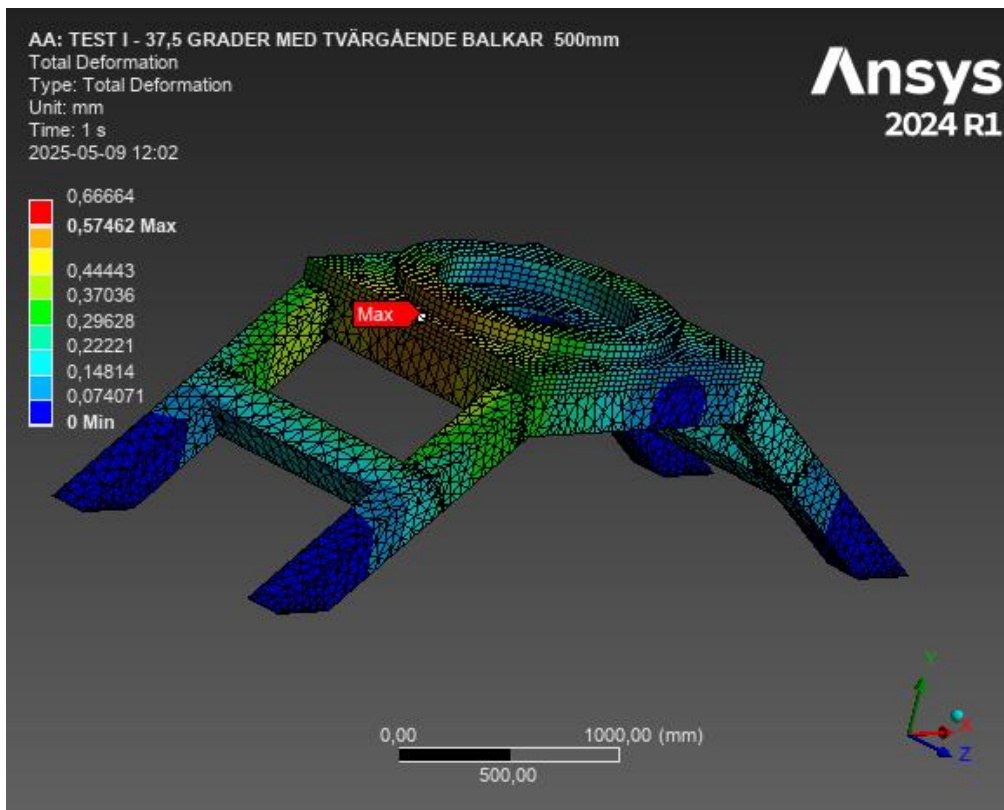 AA: TEST I - 37,5 GRADER MED TVÄRGÅENDE BALKAR  500mm
Total Deformation
Type: Total Deformation
Unit: mm
Time: 1 s
2025-05-09 12:02
Ansys
2024 R1
0,66664
0,57462 Max
0,44443
0,37036
0,29628
0,22221
0,14814
0,074071
0 Min
Max
0,00
1000,00 (mm)
500,00
Y
X
Z